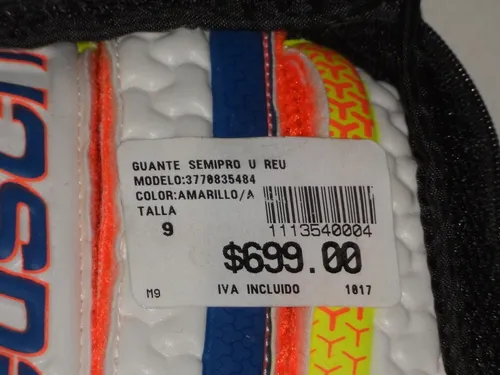 GUANTE SEMIPRO U REU
MODELO:3770835484
COLOR:AMARILLO/A
TALLA
9
1113540004
$699.00
M9 IVA INCLUIDO 1017